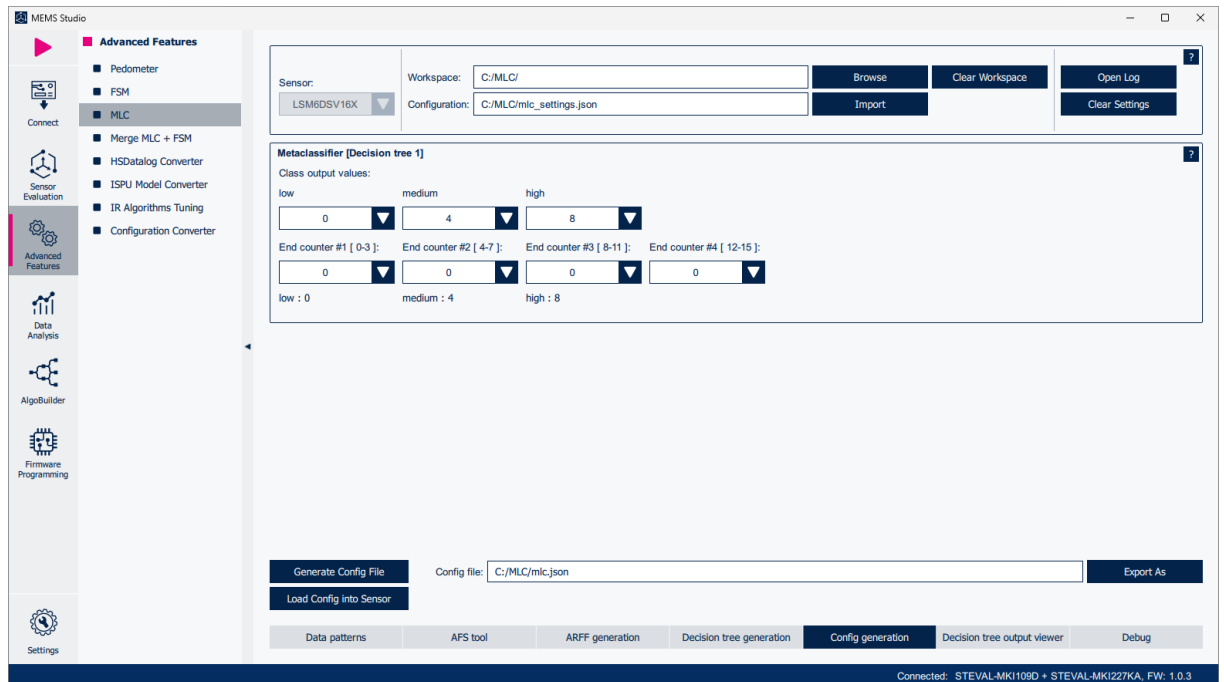 MEMS Studio
Advanced Features
Pedometer
FSM
MLC
Merge MLC + FSM
HSDatalog Converter
ISPU Model Converter
IR Algorithms Tuning
Configuration Converter
Connect
Sensor
Evaluation
Advanced
Features
Data
Analysis
AlgoBuilder
Firmware
Programming
Settings
Sensor:
LSM6DSV16X
Workspace: C:/MLC/ Browse Clear Workspace Open Log ?
Configuration: C:/MLC/mlc_settings.json Import Clear Settings
Metaclassifier [Decision tree 1] ?
Class output values:
low medium high
0 4 8
End counter #1 [ 0-3 ]: End counter #2 [ 4-7 ]: End counter #3 [ 8-11 ]: End counter #4 [ 12-15 ]:
0 0 0 0
low : 0 medium : 4 high : 8
Generate Config File Config file: C:/MLC/mlc.json Export As
Load Config into Sensor
Data patterns AFS tool ARFF generation Decision tree generation Config generation Decision tree output viewer Debug
Connected: STEVAL-MKI109D + STEVAL-MKI227KA, FW: 1.0.3